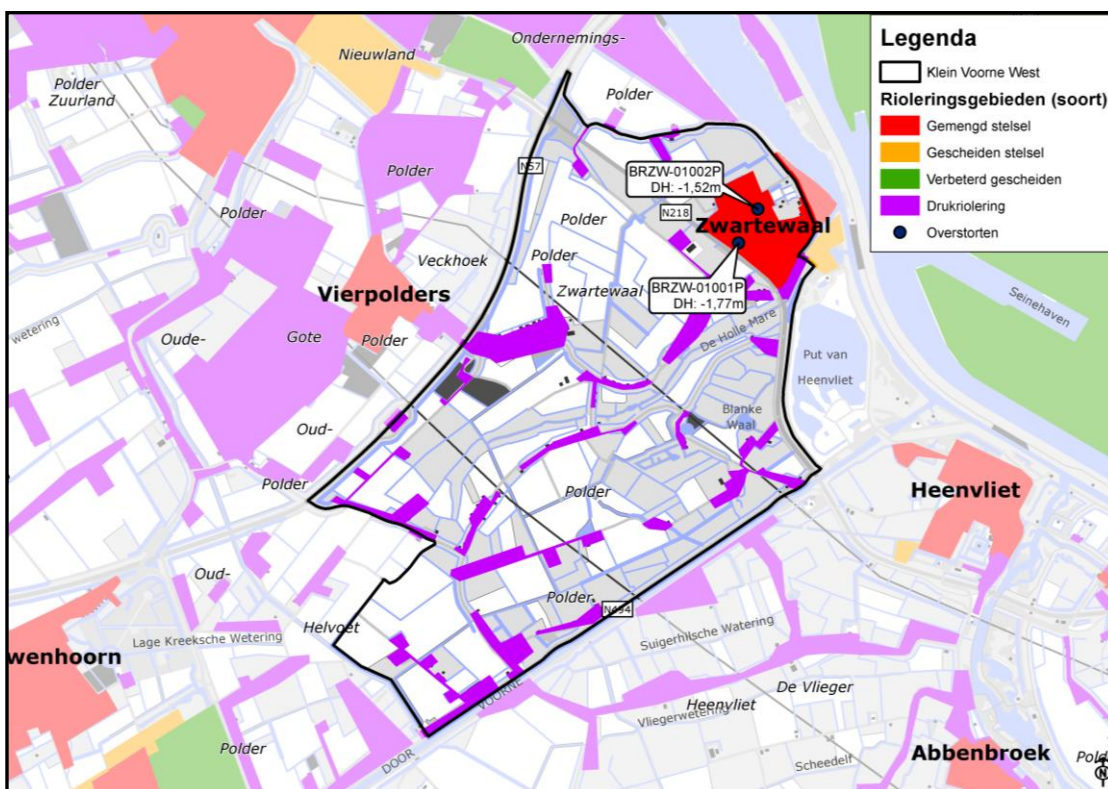 Legenda
Klein Voorne West
Rioleringsgebieden (soort)
Gemengd stelsel
Gescheiden stelsel
Verbeterd gescheiden
Drukriolering
Overstorten
Ondernemings-
Nieuwland
Polder
Zuurland
Polder
N57
Polder
BRZW-01002P
DH: -1,52m
N218
Zwartewaal
Polder
Polder
Veckhoek
Polder
Zwartewaal
BRZW-01001P
DH: -1,77m
Seinehaven
wetering
Oude-
Vierpolders
Gote
Polder
De Holle Mare
Put van
Heenvliet
Blanke
Waal
Oud-
Polder
Polder
Heenvliet
Oud-
Polder
N494
Helvoet
Lage Kreeksche Wetering
Suigerhilsche Watering
wenhoorn
De Vlieger
Heenvliet
VOORNE
Vliegerwetering
DOOR
Polder
Scheedelf
Abbenbroek
Pold
N